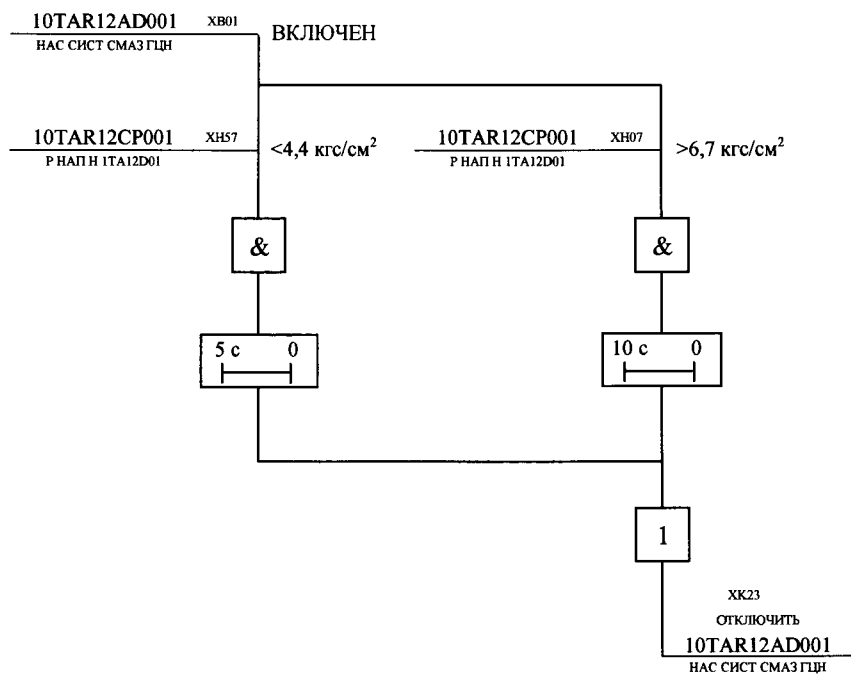 10TAR12AD001 XB01
ВКЛЮЧЕН
НАС СИСТ СМАЗ ГЦН
10TAR12CP001 XH57
<4,4 кгс/см²
Р НАП Н 1TA12D01
10TAR12CP001 XH07
>6,7 кгс/см²
Р НАП Н 1TA12D01
&
&
5 с 0
10 с 0
1
XK23
ОТКЛЮЧИТЬ
10TAR12AD001
НАС СИСТ СМАЗ ГЦН